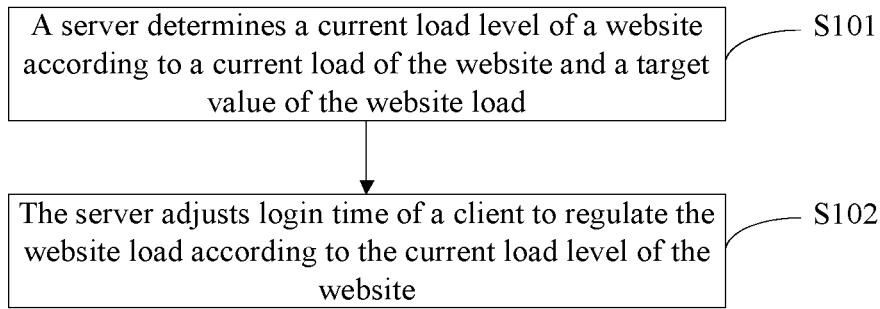 A server determines a current load level of a website
according to a current load of the website and a target
value of the website load
S101
The server adjusts login time of a client to regulate the
website load according to the current load level of the
website
S102